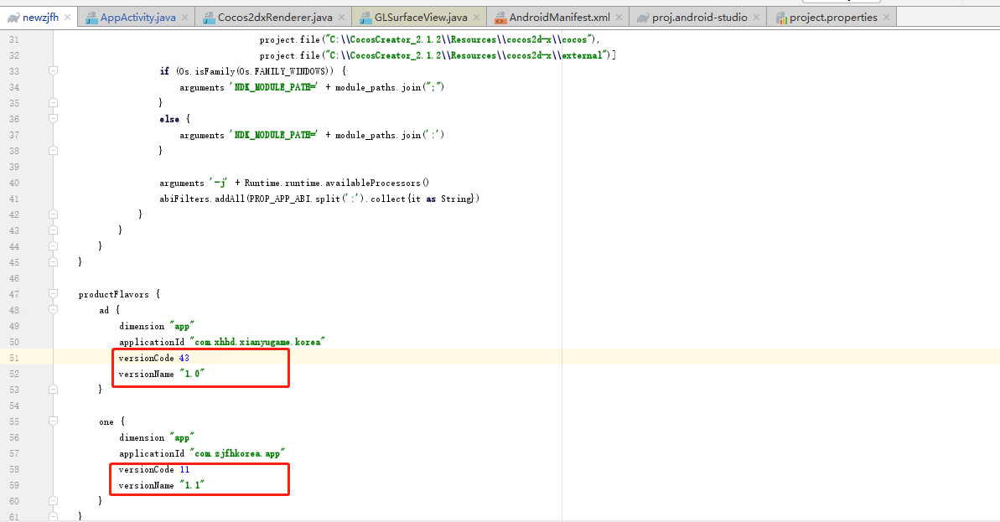 newzjfh AppActivity.java Cocos2dxRenderer.java GLSurfaceView.java AndroidManifest.xml proj.android-studio project.properties
31 project.file("C:\\CocosCreator_2.1.2\\Resources\\cocos2d-x\\cocos"),
32 project.file("C:\\CocosCreator_2.1.2\\Resources\\cocos2d-x\\external")]
33 if (Os.isFamily(Os.FAMILY_WINDOWS)) {
34 arguments 'NDK_MODULE_PATH=' + module_paths.join(";")
35 }
36 else {
37 arguments 'NDK_MODULE_PATH=' + module_paths.join(':')
38 }
39
40 arguments '-j' + Runtime.runtime.availableProcessors()
41 abiFilters.addAll(PROP_APP_ABI.split(':').collect{it as String})
42 }
43 }
44 }
45 }
46
47 productFlavors {
48 ad {
49 dimension "app"
50 applicationId "com.xhhd.xianyugame.korea"
51 versionCode 43
52 versionName "1.0"
53 }
54
55 one {
56 dimension "app"
57 applicationId "com.zjfhkorea.app"
58 versionCode 11
59 versionName "1.1"
60 }
61 }